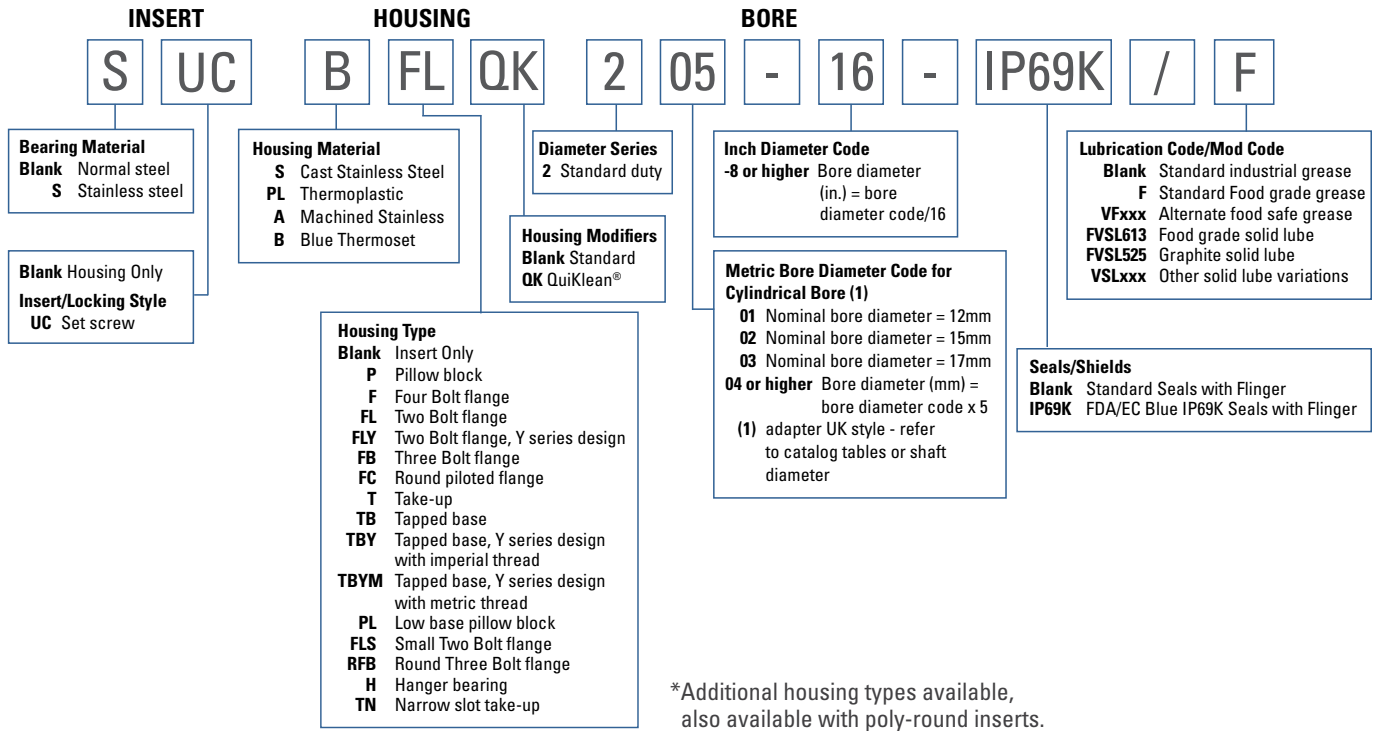 INSERT HOUSING BORE
S UC B FL QK 2 05 - 16 - IP69K / F
Bearing Material
Blank Normal steel
S Stainless steel
Blank Housing Only
Insert/Locking Style
UC Set screw
Housing Material
S Cast Stainless Steel
PL Thermoplastic
A Machined Stainless
B Blue Thermoset
Housing Type
Blank Insert Only
P Pillow block
F Four Bolt flange
FL Two Bolt flange
FLY Two Bolt flange, Y series design
FB Three Bolt flange
FC Round piloted flange
T Take-up
TB Tapped base
TBY Tapped base, Y series design
with imperial thread
TBYM Tapped base, Y series design
with metric thread
PL Low base pillow block
FLS Small Two Bolt flange
RFB Round Three Bolt flange
H Hanger bearing
TN Narrow slot take-up
Housing Modifiers
Blank Standard
QK QuiKlean®
Diameter Series
2 Standard duty
Inch Diameter Code
-8 or higher Bore diameter
(in.) = bore
diameter code/16
Metric Bore Diameter Code for
Cylindrical Bore (1)
01 Nominal bore diameter = 12mm
02 Nominal bore diameter = 15mm
03 Nominal bore diameter = 17mm
04 or higher Bore diameter (mm) =
bore diameter code x 5
(1) adapter UK style - refer
to catalog tables or shaft
diameter
Lubrication Code/Mod Code
Blank Standard industrial grease
F Standard Food grade grease
VFxxx Alternate food safe grease
FVSL613 Food grade solid lube
FVSL525 Graphite solid lube
VSLxxx Other solid lube variations
Seals/Shields
Blank Standard Seals with Flinger
IP69K FDA/EC Blue IP69K Seals with Flinger
*Additional housing types available,
also available with poly-round inserts.